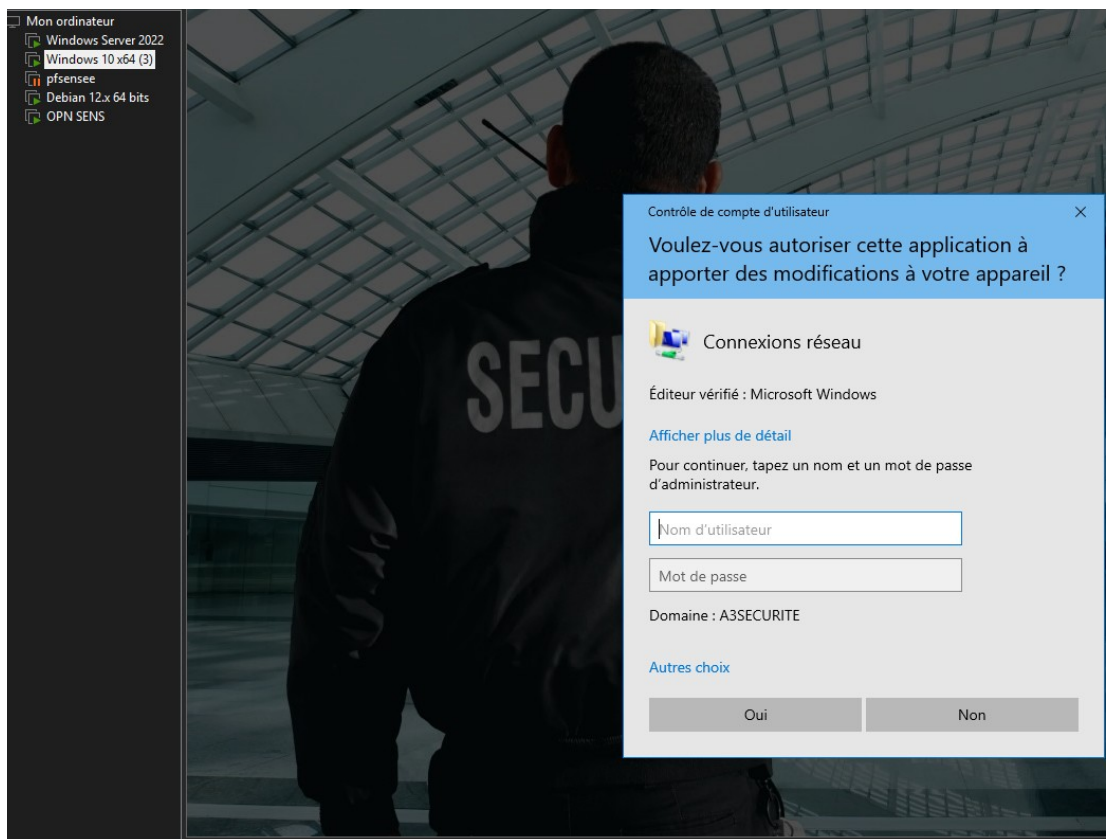 Mon ordinateur
Windows Server 2022
Windows 10 x64 (3)
pfsensee
Debian 12.x 64 bits
OPN SENS
SECU
Contrôle de compte d'utilisateur
Voulez-vous autoriser cette application à
apporter des modifications à votre appareil ?
Connexions réseau
Éditeur vérifié : Microsoft Windows
Afficher plus de détail
Pour continuer, tapez un nom et un mot de passe
d'administrateur.
Nom d'utilisateur
Mot de passe
Domaine : A3SECURITE
Autres choix
Oui
Non